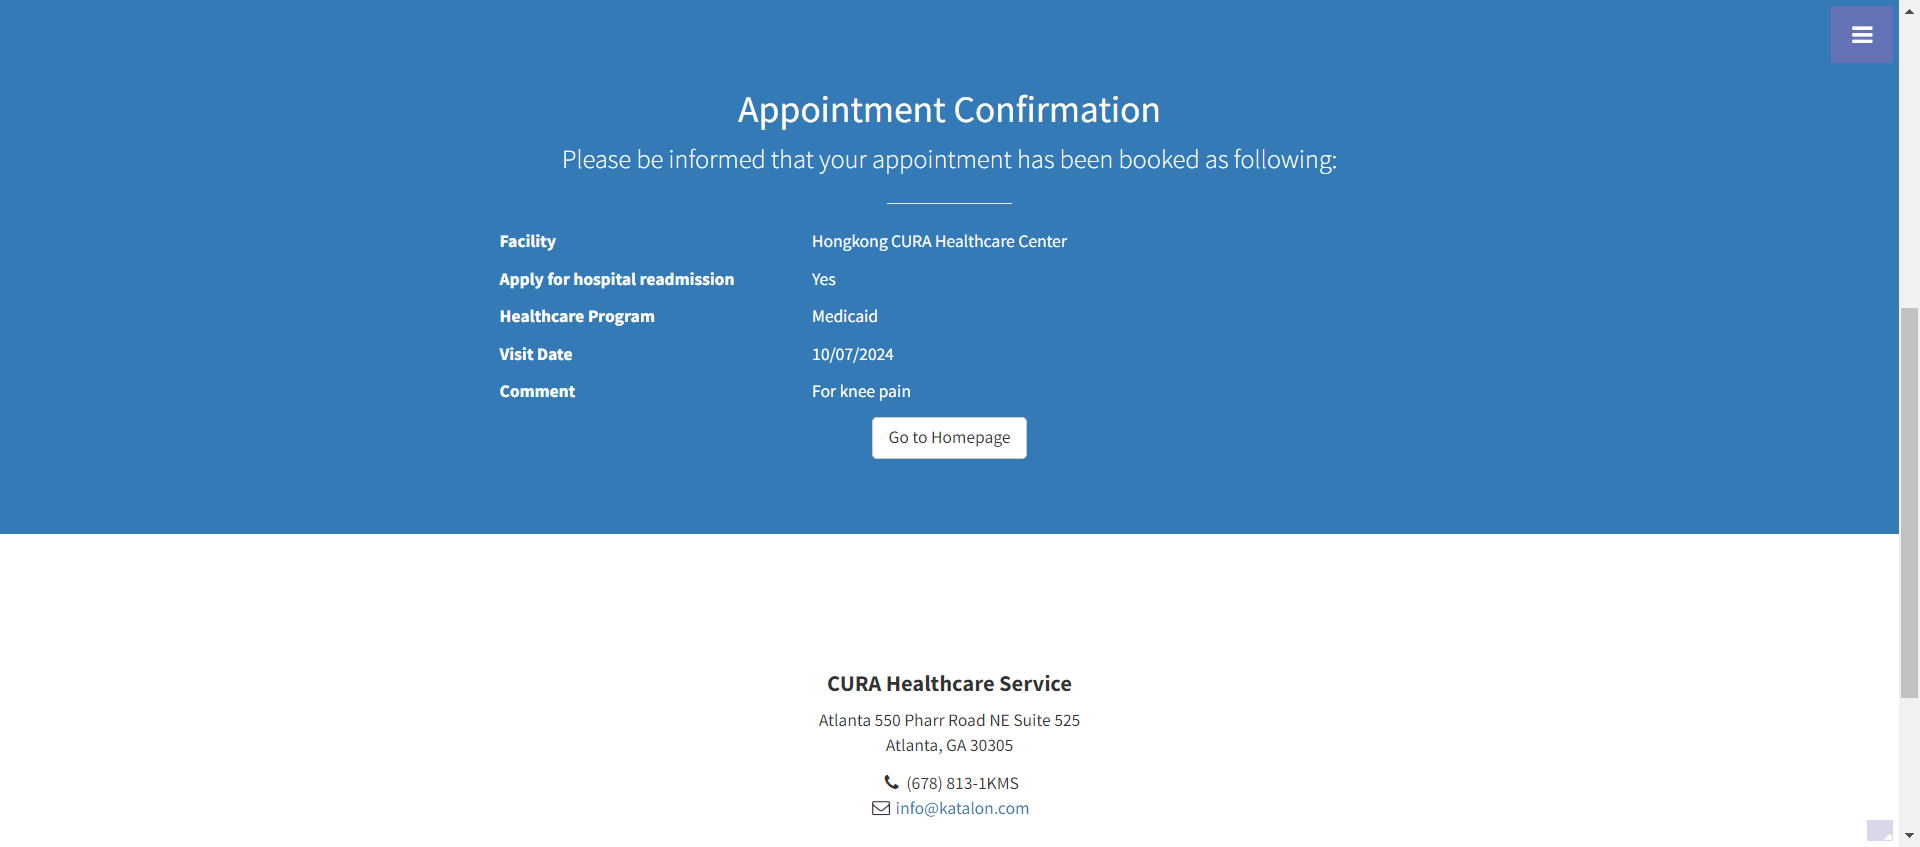 Appointment Confirmation
Please be informed that your appointment has been booked as following:
Facility Hongkong CURA Healthcare Center
Apply for hospital readmission Yes
Healthcare Program Medicaid
Visit Date 10/07/2024
Comment For knee pain
Go to Homepage
CURA Healthcare Service
Atlanta 550 Pharr Road NE Suite 525
Atlanta, GA 30305
(678) 813-1KMS
info@katalon.com